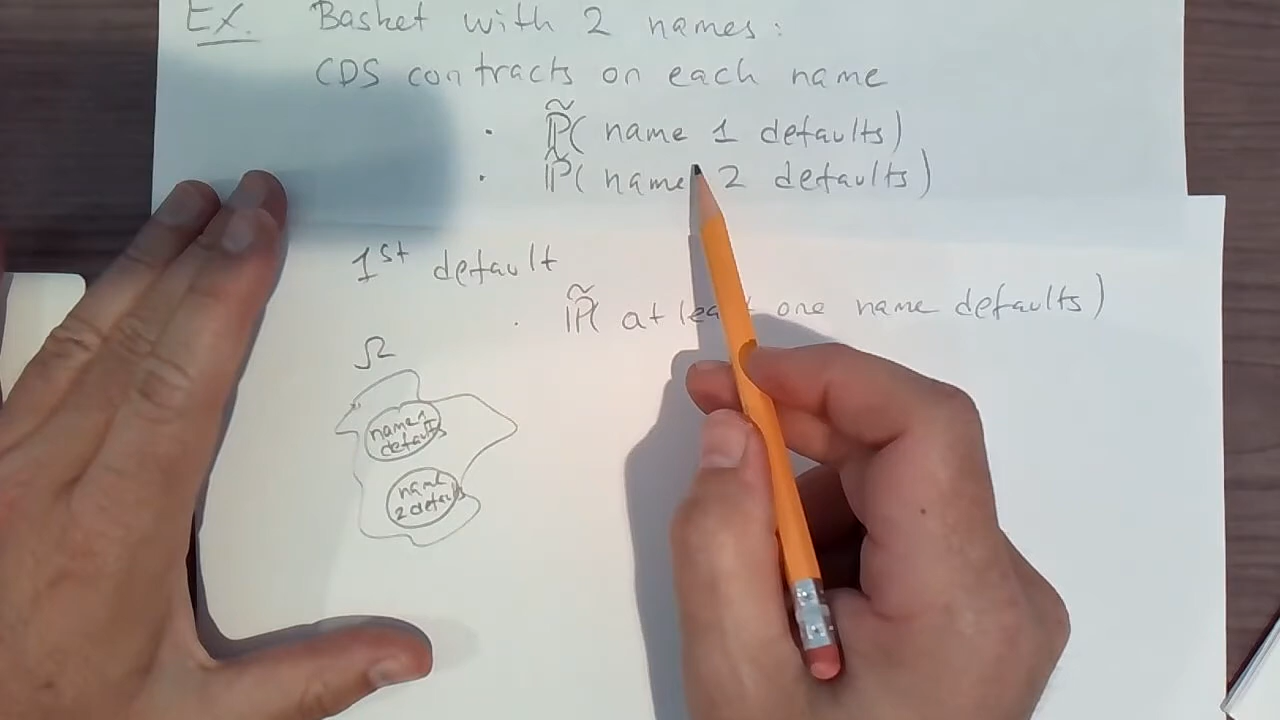 Ex. Basket with 2 names:
CDS contracts on each name
· P̃( name 1 defaults)
· P̃( name 2 defaults)
1st default
· P̃( at least one name defaults)
Ω
name 1
defaults
name
2 defaults